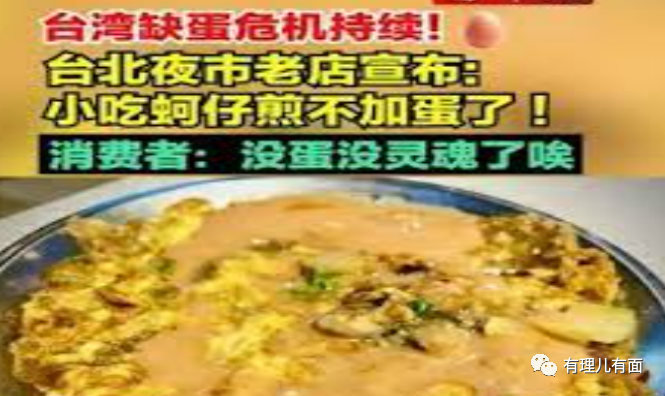 台湾缺蛋危机持续!
台北夜市老店宣布:
小吃蚵仔煎不加蛋了!
消费者: 没蛋没灵魂了唉
有理儿有面